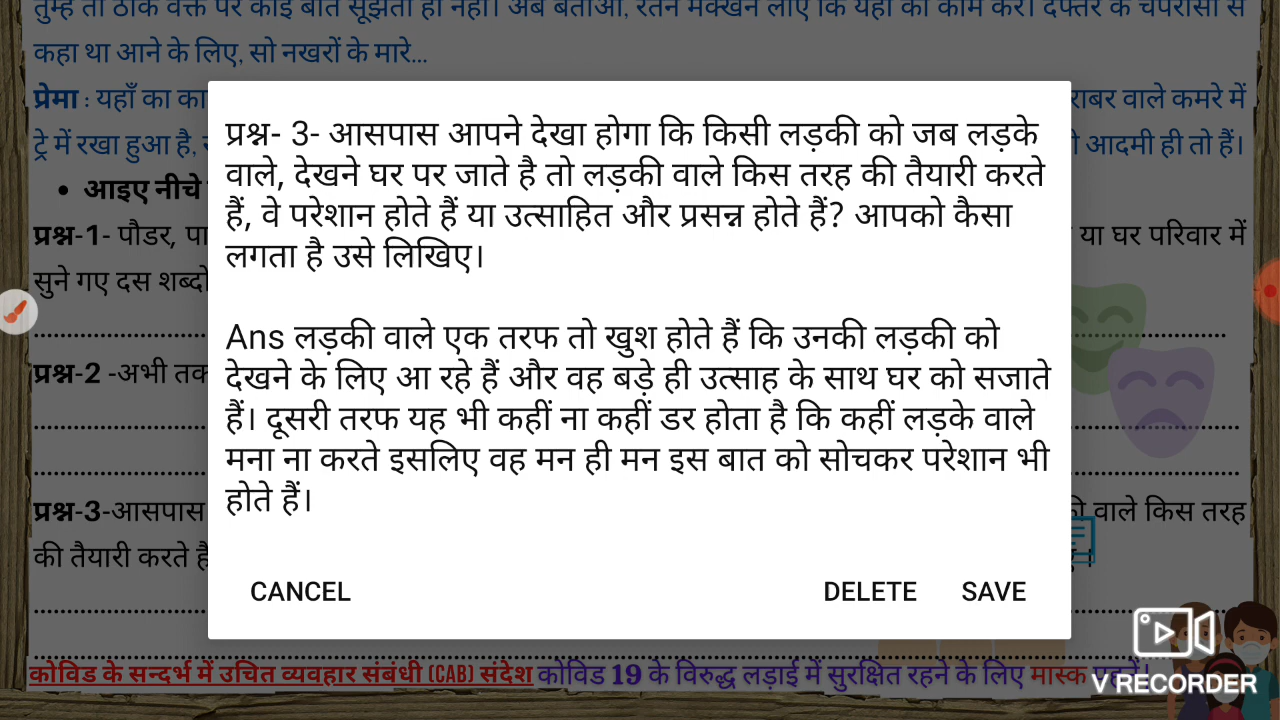 तुम्हें तो ठीक वक्त पर कोई बात सूझती ही नहीं। अब बताओ, रतन मक्खन लाए कि यहाँ का काम करे। दफ्तर के चपरासी से
कहा था आने के लिए, सो नखरों के मारे...
प्रेमा : यहाँ का का राबर वाले कमरे में
ट्रे में रखा हुआ है, आदमी ही तो हैं।
• आइए नीचे
प्रश्न-1- पौडर, पा या घर परिवार में
सुने गए दस शब्दों
प्रश्न-2 -अभी तक
प्रश्न-3-आसपास वाले किस तरह
की तैयारी करते है
प्रश्न- 3- आसपास आपने देखा होगा कि किसी लड़की को जब लड़के
वाले, देखने घर पर जाते है तो लड़की वाले किस तरह की तैयारी करते
हैं, वे परेशान होते हैं या उत्साहित और प्रसन्न होते हैं? आपको कैसा
लगता है उसे लिखिए।
Ans लड़की वाले एक तरफ तो खुश होते हैं कि उनकी लड़की को
देखने के लिए आ रहे हैं और वह बड़े ही उत्साह के साथ घर को सजाते
हैं। दूसरी तरफ यह भी कहीं ना कहीं डर होता है कि कहीं लड़के वाले
मना ना करते इसलिए वह मन ही मन इस बात को सोचकर परेशान भी
होते हैं।
CANCEL DELETE SAVE
कोविड के सन्दर्भ में उचित व्यवहार संबंधी (CAB) संदेश कोविड 19 के विरुद्ध लड़ाई में सुरक्षित रहने के लिए मास्क पहनें!
V RECORDER